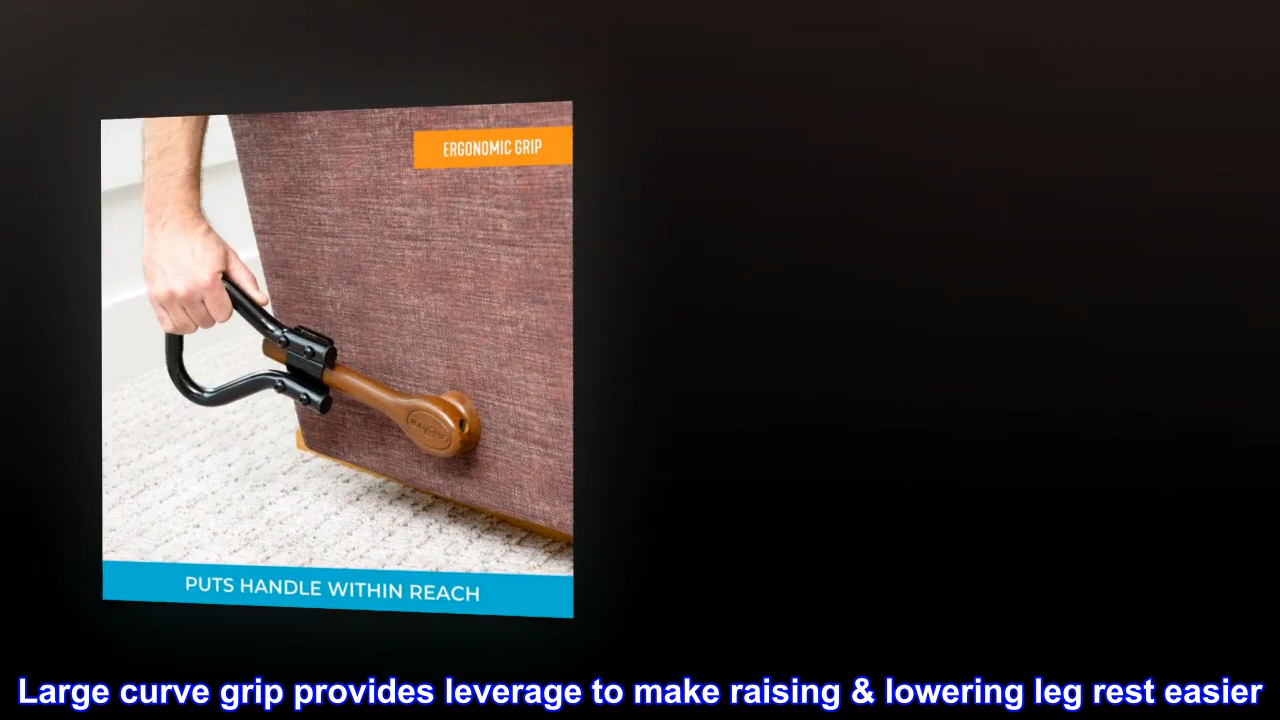 ERGONOMIC GRIP
PUTS HANDLE WITHIN REACH
Large curve grip provides leverage to make raising & lowering leg rest easier